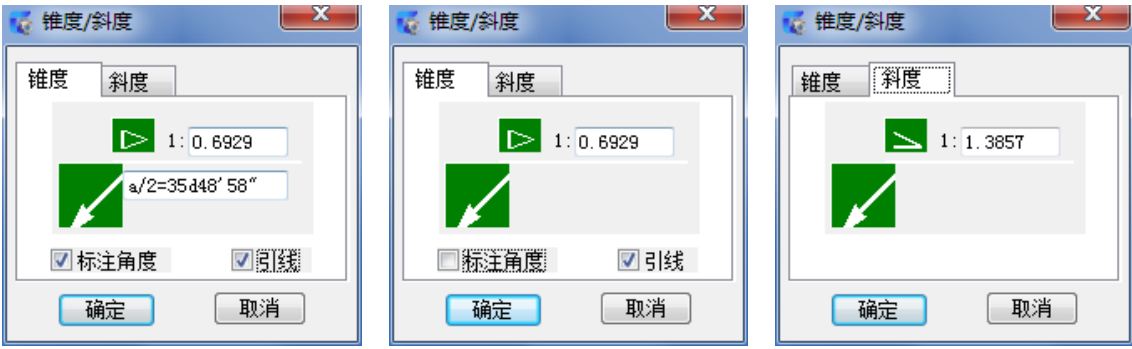 锥度/斜度
锥度 斜度
1: 0.6929
a/2=35d48'58"
标注角度 引线
确定 取消
锥度/斜度
锥度 斜度
1: 0.6929
标注角度 引线
确定 取消
锥度/斜度
锥度 斜度
1: 1.3857
确定 取消